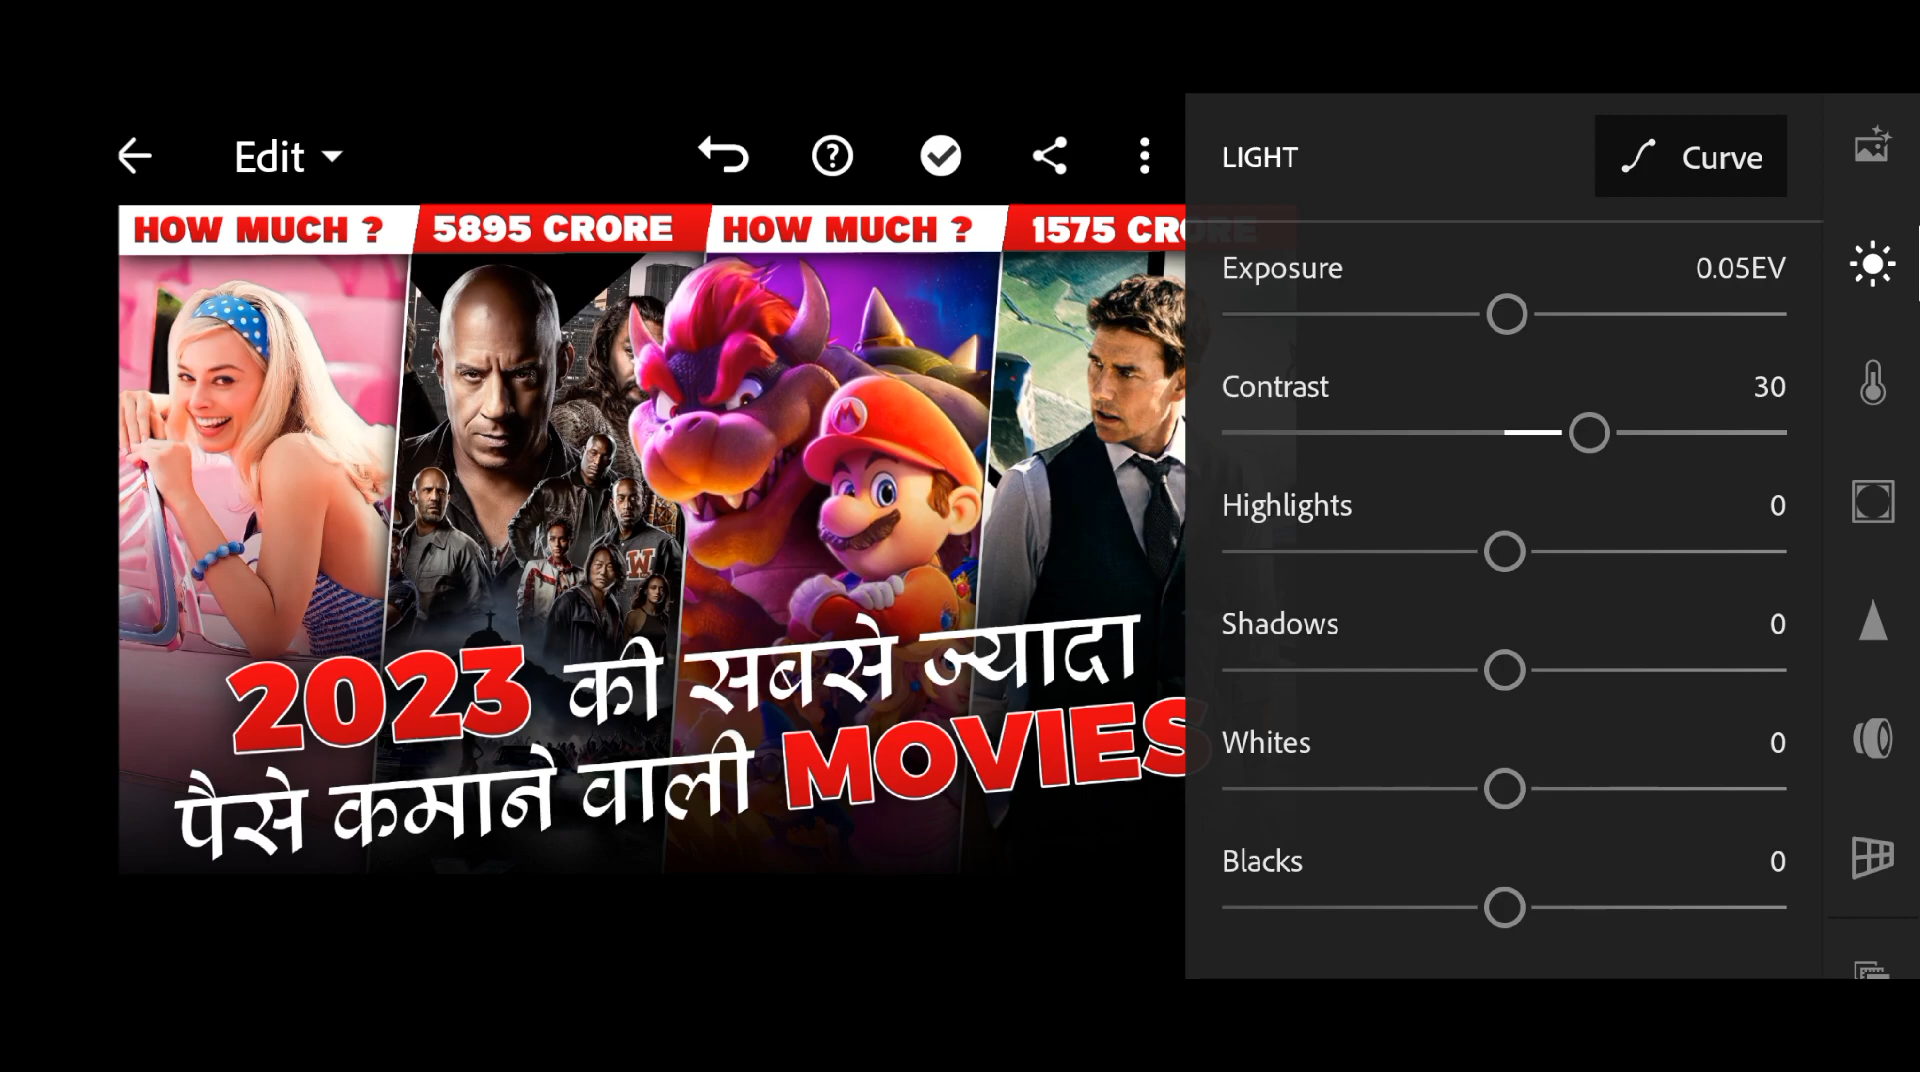 Edit
LIGHT
Curve
HOW MUCH ?
5895 CRORE
HOW MUCH ?
1575 CRORE
Exposure
0.05EV
Contrast
30
Highlights
0
Shadows
0
Whites
0
Blacks
0
M
W
2023 की सबसे ज्यादा
पैसे कमाने वाली MOVIES